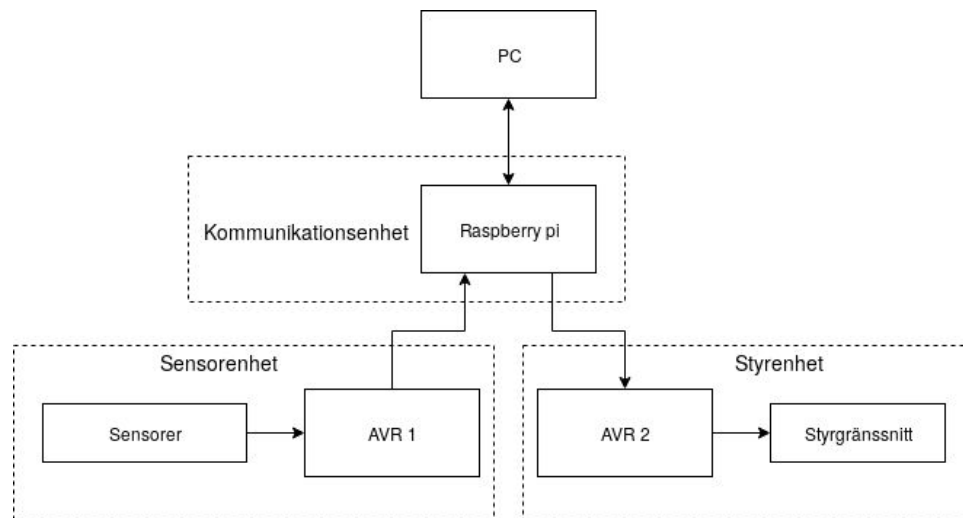 PC
Kommunikationsenhet
Raspberry pi
Sensorenhet
Sensorer
AVR 1
Styrenhet
AVR 2
Styrgränssnitt